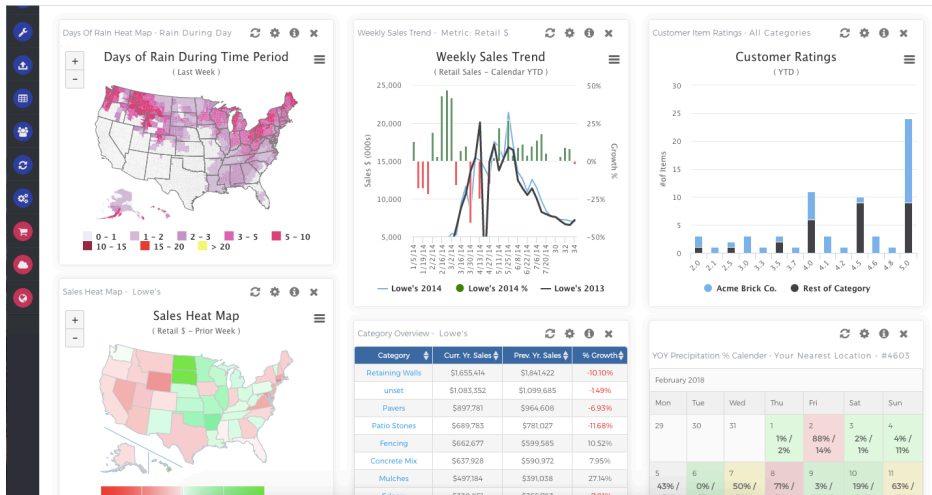 Days of Rain Heat Map - Rain During Day
Days of Rain During Time Period
( Last Week )
+
–
0 – 1
1 – 2
2 – 3
3 – 5
5 – 10
10 – 15
15 – 20
> 20
Weekly Sales Trend - Metric: Retail $
Weekly Sales Trend
( Retail Sales – Calendar YTD )
Sales $ (000s)
25,000
20,000
15,000
10,000
5,000
50%
25%
0%
−25%
−50%
Growth %
1/5/14
1/19/14
2/2/14
2/16/14
3/2/14
3/16/14
3/30/14
4/13/14
4/27/14
5/11/14
5/25/14
6/8/14
6/22/14
7/6/14
7/20/14
30
32
34
Lowe's 2014
Lowe's 2014 %
Lowe's 2013
Customer Item Ratings - All Categories
Customer Ratings
( YTD )
#of Items
30
25
20
15
10
5
0
2.0
2.1
2.5
3.0
3.3
3.5
3.7
4.0
4.1
4.2
4.5
4.6
4.8
5.0
Acme Brick Co.
Rest of Category
Sales Heat Map - Lowe's
Sales Heat Map
( Retail $ – Prior Week )
+
–
Category Overview - Lowe's
Category Curr. Yr. Sales Prev. Yr. Sales % Growth
Retaining Walls $1,655,414 $1,841,422 -10.10%
unset $1,083,352 $1,099,685 -1.49%
Pavers $897,781 $964,608 -6.93%
Patio Stones $689,783 $781,027 -11.68%
Fencing $662,677 $599,585 10.52%
Concrete Mix $637,928 $590,972 7.95%
Mulches $497,184 $391,038 27.14%
YOY Precipitation % Calender - Your Nearest Location - #4603
February 2018
Mon Tue Wed Thu Fri Sat Sun
29 30 31 1 2 3 4
1% / 88% / 2% / 4% /
2% 14% 1% 11%
5 6 7 8 9 10 11
43% / 0% / 50% / 71% / 3% / 19% / 63% /